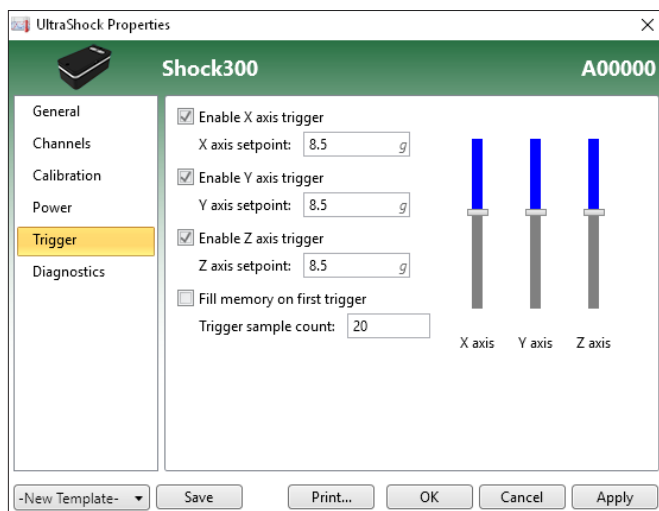 UltraShock Properties
Shock300 A00000
General
Channels
Calibration
Power
Trigger
Diagnostics
Enable X axis trigger
X axis setpoint: 8.5 g
Enable Y axis trigger
Y axis setpoint: 8.5 g
Enable Z axis trigger
Z axis setpoint: 8.5 g
Fill memory on first trigger
Trigger sample count: 20
X axis Y axis Z axis
-New Template- Save Print... OK Cancel Apply